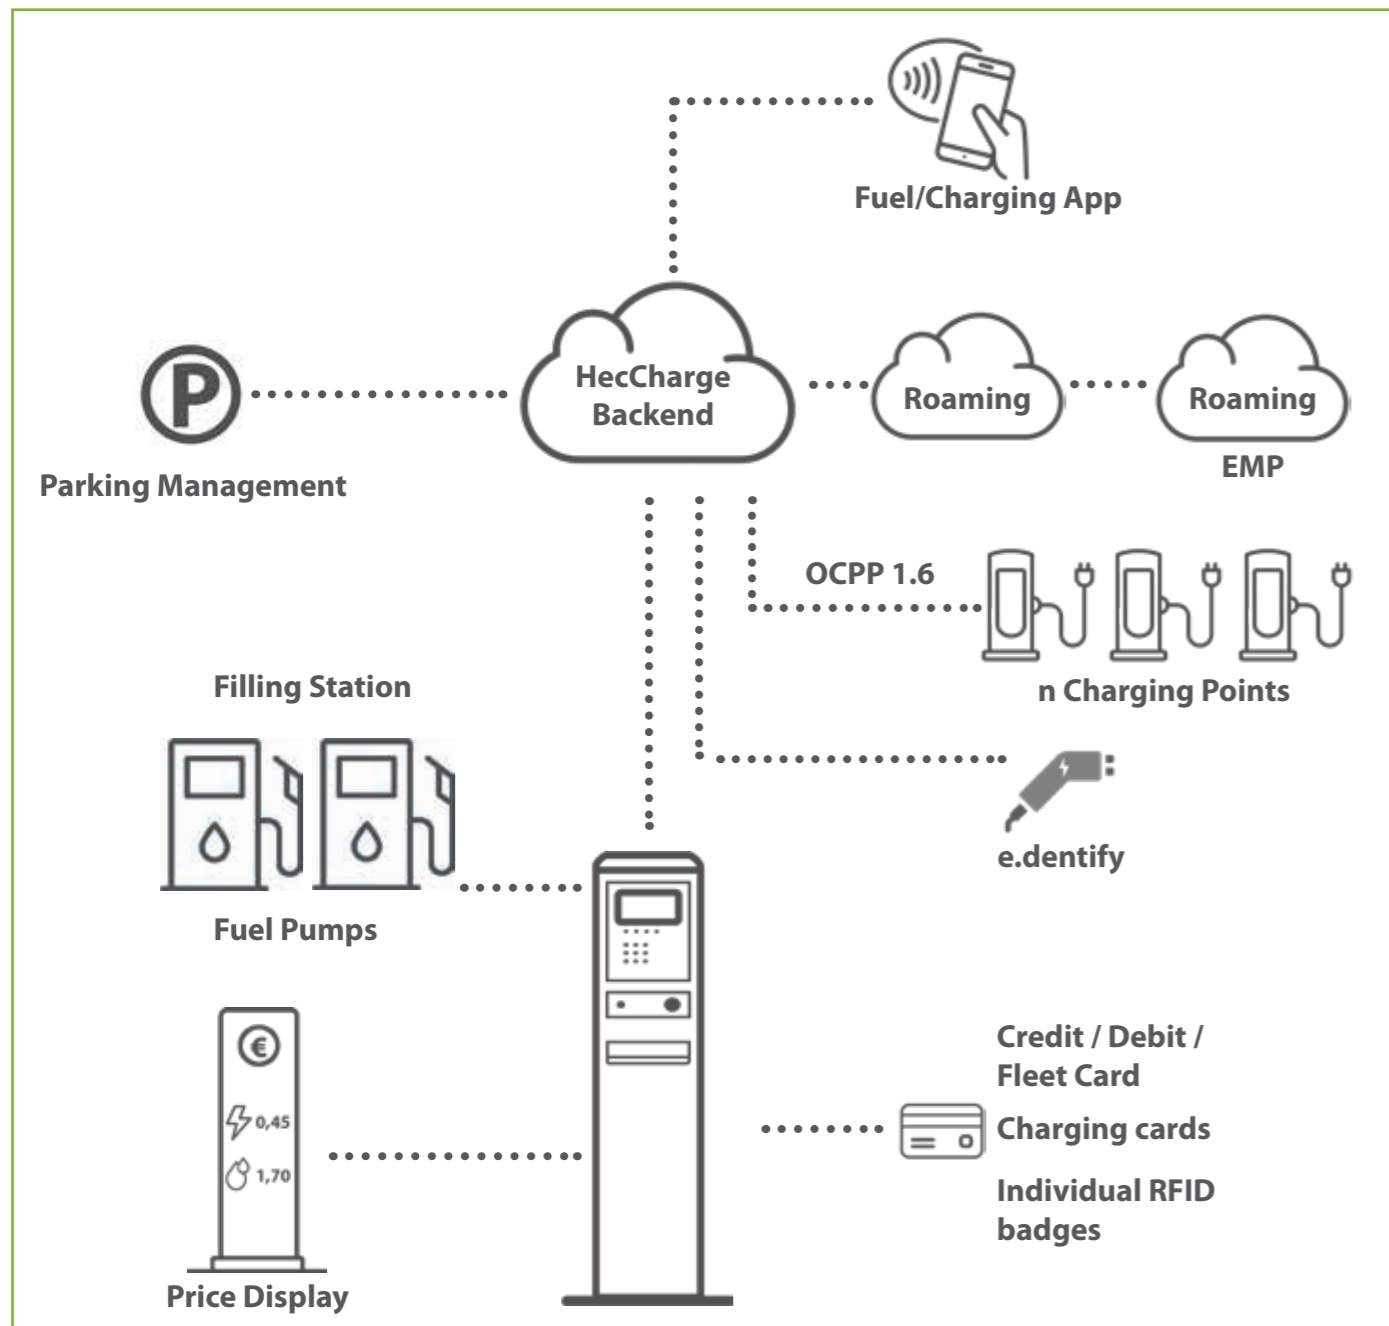 Fuel/Charging App
HecCharge
Backend
Roaming
Roaming
EMP
P
Parking Management
OCPP 1.6
n Charging Points
Filling Station
Fuel Pumps
e.dentify
€
0,45
1,70
Price Display
Credit / Debit /
Fleet Card
Charging cards
Individual RFID
badges